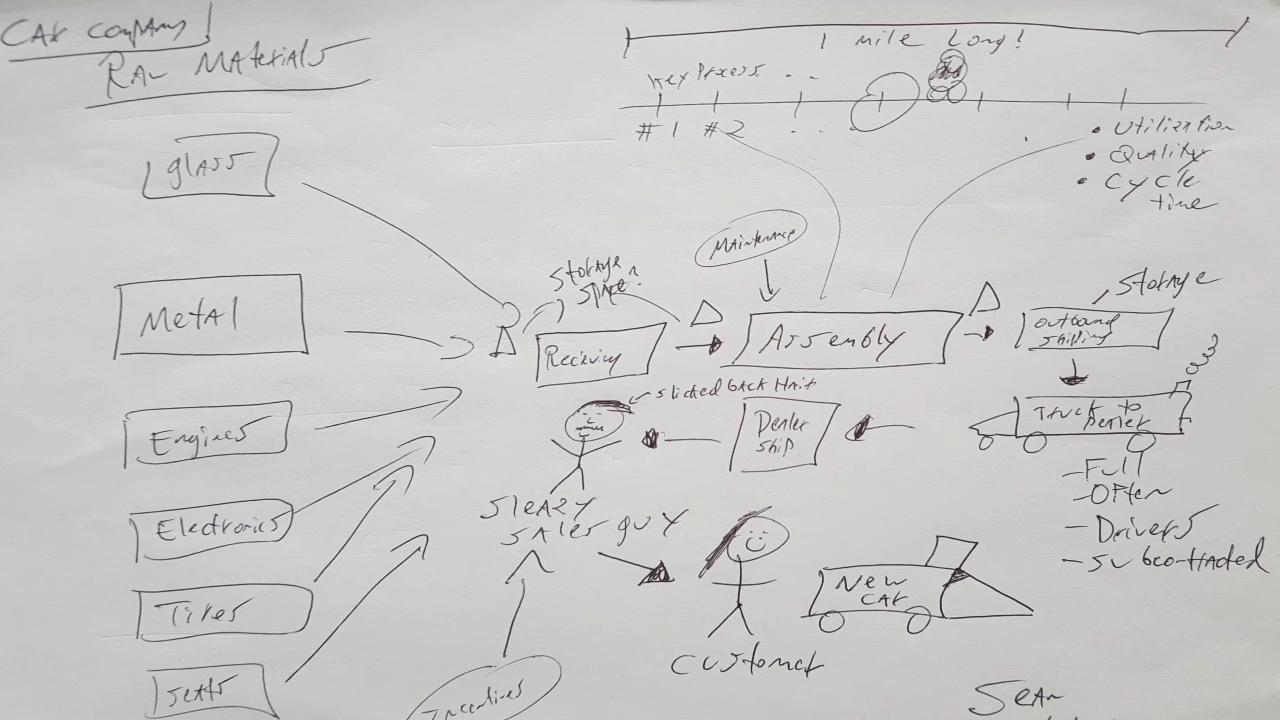 CAR COMPANY!
RAW MATERIALS
1 MILE LONG!
Key Process . . .
#1 #2 . . .
• UTILIZATION
• QUALITY
• CYCLE
time
glASS
MAINTENANCE
Storage
Space?
Storage
Metal
Recieving
ASSEMBLY
Outbound
Shipping
Slicked BACK HAIR
Truck to
Dealer
Dealer
Ship
Engines
- Full
- Often
- Drivers
- Subcontracted
Electronics
SleAZY
SAles guy
New
CAR
Tires
Customer
Seats
Incentives
SeAN